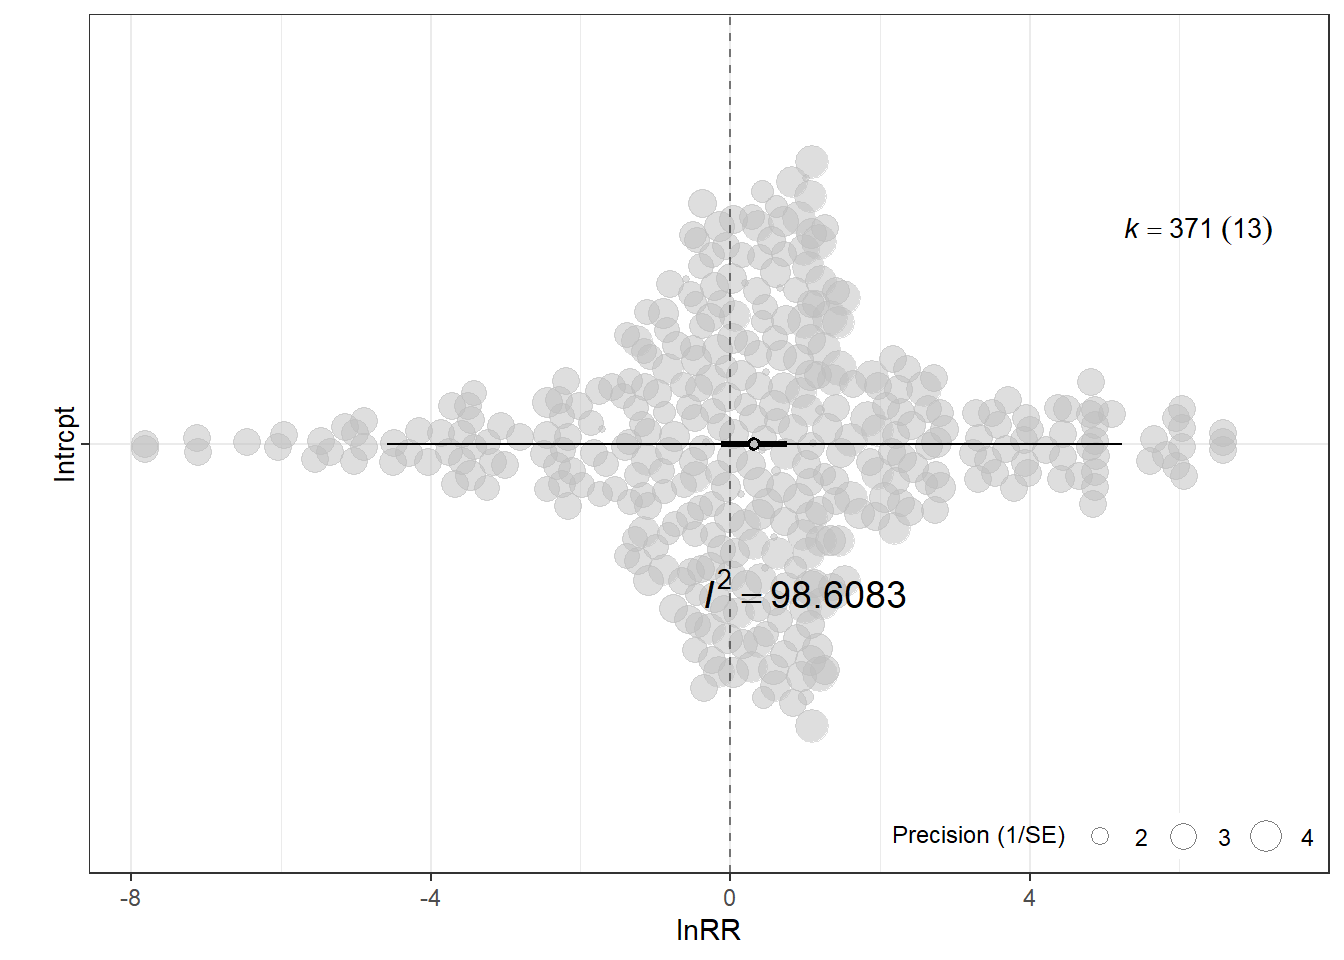 k = 371 (13)
Intrcpt
I² = 98.6083
Precision (1/SE) 2 3 4
-8 -4 0 4
lnRR